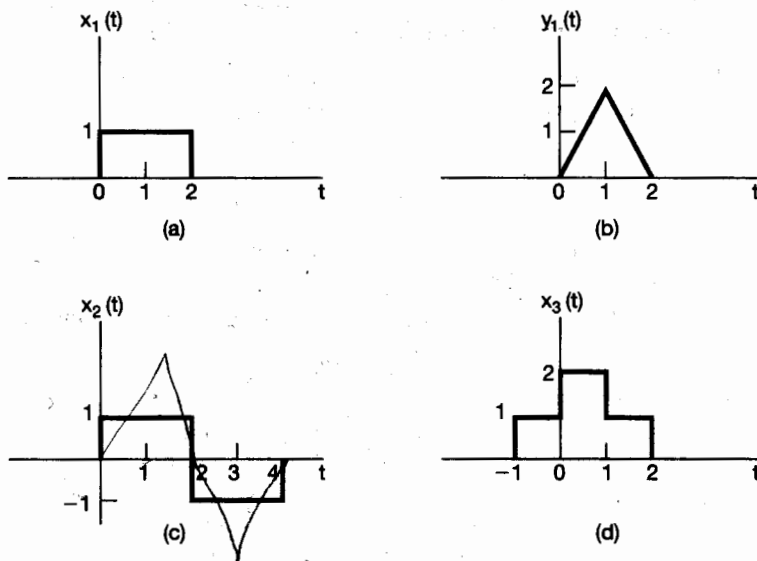 x₁(t)
1
0 1 2 t
(a)
y₁(t)
2
1
0 1 2 t
(b)
x₂(t)
1
1 2 3 4 t
−1
(c)
x₃(t)
2
1
−1 0 1 2 t
(d)